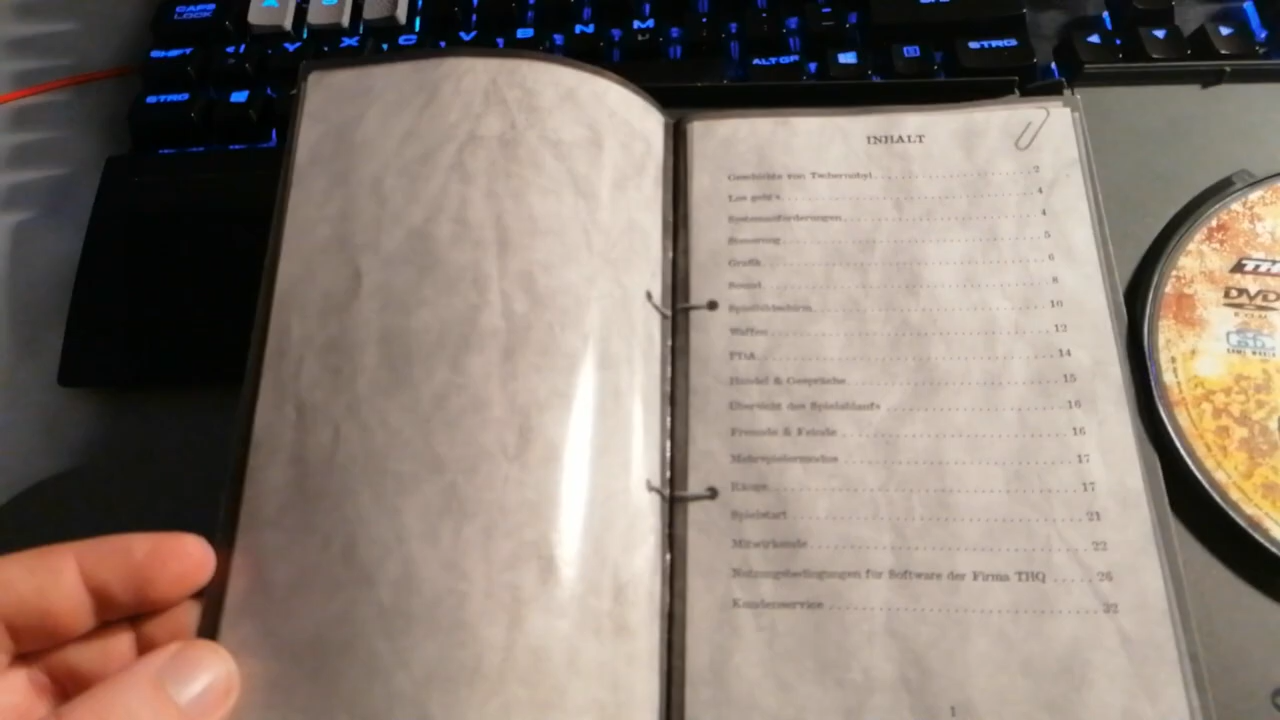 CAPS
LOCK
A
S
SHIFT
Y X C V B N M
STRG
ALT GR
STRG
INHALT
Geschichte von Tschernobyl 2
Los geht's 4
Systemanforderungen 4
Steuerung 5
Grafik 6
Sound 8
Spielbildschirm 10
Waffen 12
PDA 14
Handel & Gespräche 15
Übersicht des Spielablaufs 16
Freunde & Feinde 16
Mehrspielermodus 17
Ränge 17
Spielstart 21
Mitwirkende 22
Nutzungsbedingungen für Software der Firma THQ 26
Kundenservice 32
1
TH
DVD
ROM